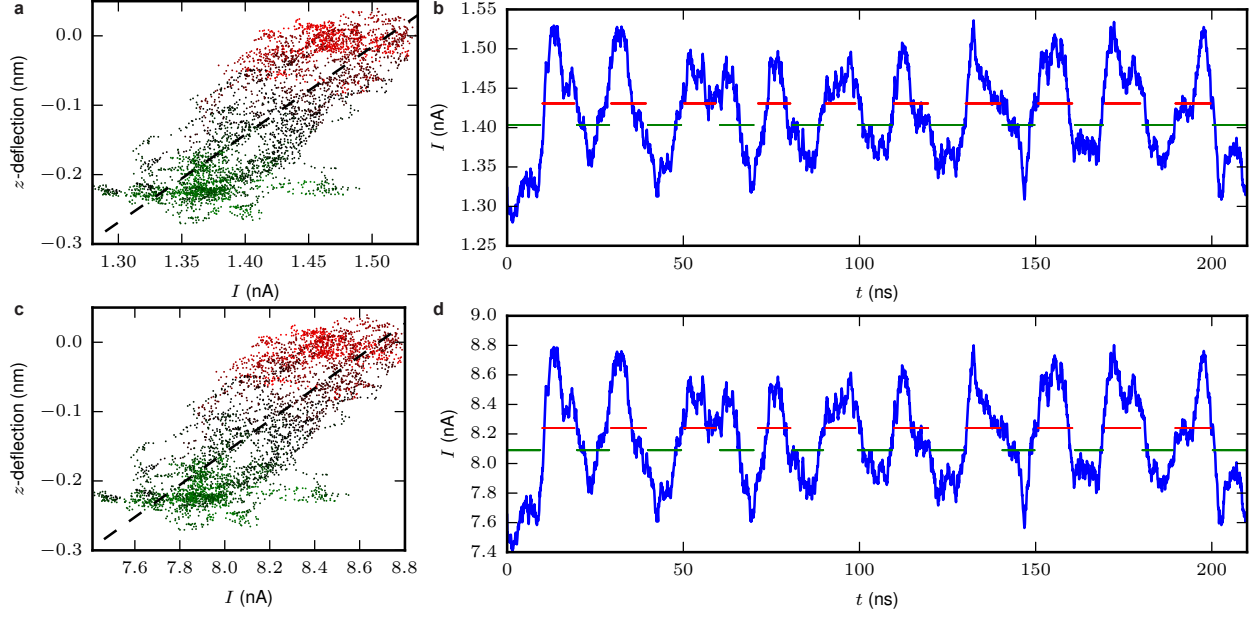 a
0.0
−0.1
−0.2
−0.3
z-deflection (nm)
1.30 1.35 1.40 1.45 1.50
I (nA)
b
1.55
1.50
1.45
1.40
1.35
1.30
1.25
I (nA)
0 50 100 150 200
t (ns)
c
0.0
−0.1
−0.2
−0.3
z-deflection (nm)
7.6 7.8 8.0 8.2 8.4 8.6 8.8
I (nA)
d
9.0
8.8
8.6
8.4
8.2
8.0
7.8
7.6
7.4
I (nA)
0 50 100 150 200
t (ns)